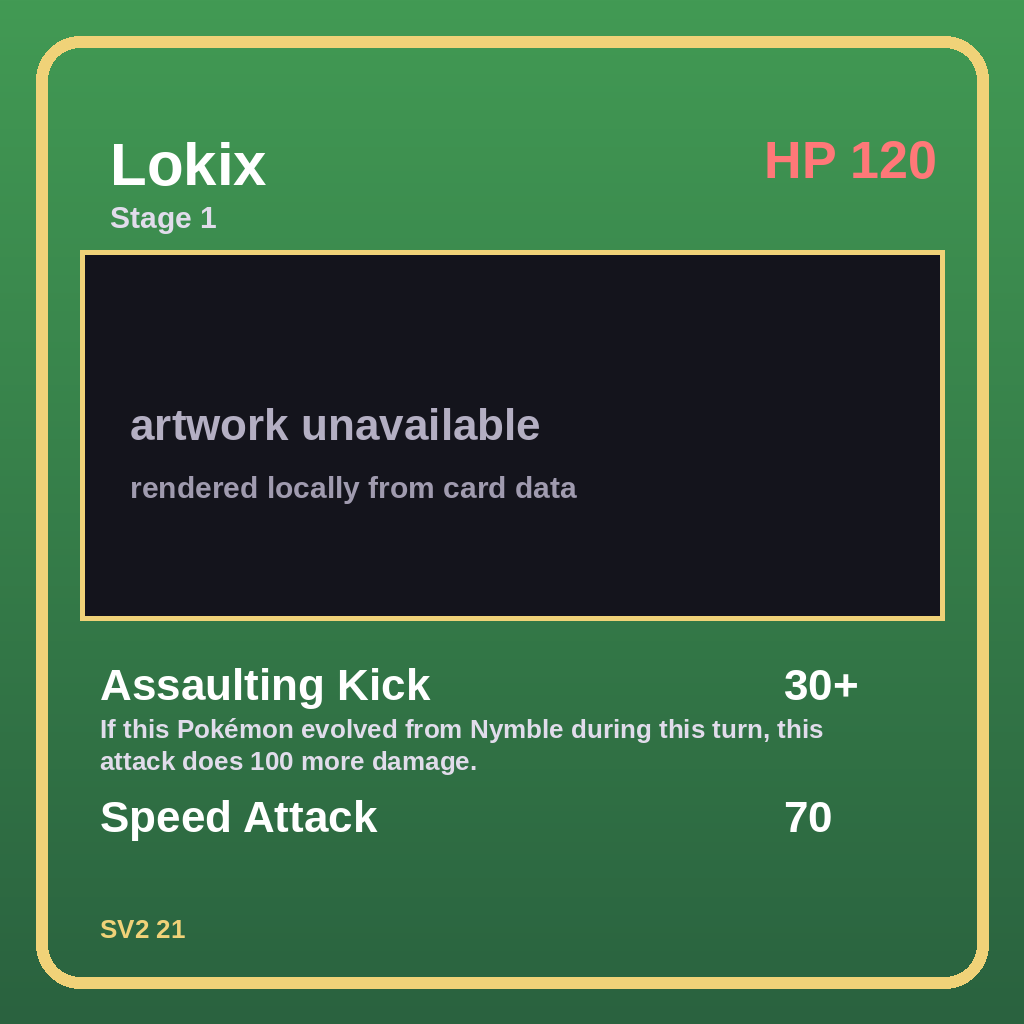 Lokix
HP 120
Stage 1
artwork unavailable
rendered locally from card data
Assaulting Kick
30+
If this Pokémon evolved from Nymble during this turn, this
attack does 100 more damage.
Speed Attack
70
SV2 21